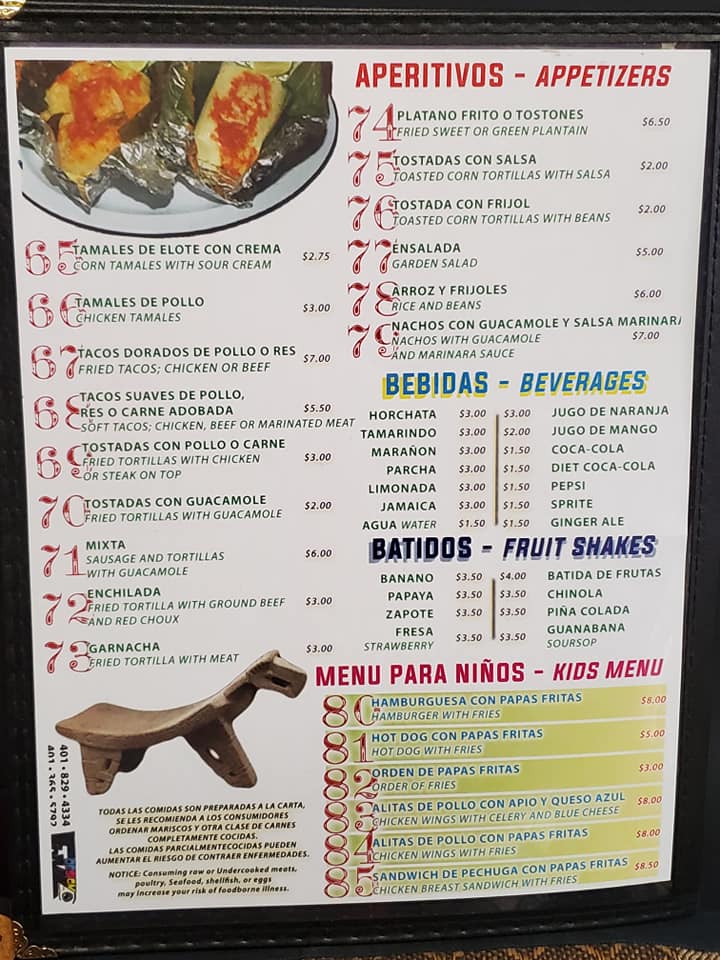 65 TAMALES DE ELOTE CON CREMA $2.75
CORN TAMALES WITH SOUR CREAM
66 TAMALES DE POLLO $3.00
CHICKEN TAMALES
67 TACOS DORADOS DE POLLO O RES $7.00
FRIED TACOS; CHICKEN OR BEEF
68 TACOS SUAVES DE POLLO,
RES O CARNE ADOBADA $5.50
SOFT TACOS; CHICKEN, BEEF OR MARINATED MEAT
69 TOSTADAS CON POLLO O CARNE $3.00
FRIED TORTILLAS WITH CHICKEN
OR STEAK ON TOP
70 TOSTADAS CON GUACAMOLE $2.00
FRIED TORTILLAS WITH GUACAMOLE
71 MIXTA $6.00
SAUSAGE AND TORTILLAS
WITH GUACAMOLE
72 ENCHILADA $3.00
FRIED TORTILLA WITH GROUND BEEF
AND RED CHOUX
73 GARNACHA $3.00
FRIED TORTILLA WITH MEAT
401 • 829 • 4334
401 • 365 • 5792
TODAS LAS COMIDAS SON PREPARADAS A LA CARTA,
SE LES RECOMIENDA A LOS CONSUMIDORES
ORDENAR MARISCOS Y OTRA CLASE DE CARNES
COMPLETAMENTE COCIDAS.
LAS COMIDAS PARCIALMENTECOCIDAS PUEDEN
AUMENTAR EL RIESGO DE CONTRAER ENFERMEDADES.
NOTICE: Consuming raw or Undercooked meats,
poultry, Seafood, shellfish, or eggs
may Increase your risk of foodborne illness.
APERITIVOS - APPETIZERS
74 PLATANO FRITO O TOSTONES $6.50
FRIED SWEET OR GREEN PLANTAIN
75 TOSTADAS CON SALSA $2.00
TOASTED CORN TORTILLAS WITH SALSA
76 TOSTADA CON FRIJOL $2.00
TOASTED CORN TORTILLAS WITH BEANS
77 ENSALADA $5.00
GARDEN SALAD
78 ARROZ Y FRIJOLES $6.00
RICE AND BEANS
79 NACHOS CON GUACAMOLE Y SALSA MARINARA
NACHOS WITH GUACAMOLE $7.00
AND MARINARA SAUCE
BEBIDAS - BEVERAGES
HORCHATA $3.00 $3.00 JUGO DE NARANJA
TAMARINDO $3.00 $2.00 JUGO DE MANGO
MARAÑON $3.00 $1.50 COCA-COLA
PARCHA $3.00 $1.50 DIET COCA-COLA
LIMONADA $3.00 $1.50 PEPSI
JAMAICA $3.00 $1.50 SPRITE
AGUA WATER $1.50 $1.50 GINGER ALE
BATIDOS - FRUIT SHAKES
BANANO $3.50 $4.00 BATIDA DE FRUTAS
PAPAYA $3.50 $3.50 CHINOLA
ZAPOTE $3.50 $3.50 PIÑA COLADA
FRESA $3.50 $3.50 GUANABANA
STRAWBERRY SOURSOP
MENU PARA NIÑOS - KIDS MENU
80 HAMBURGUESA CON PAPAS FRITAS $8.00
HAMBURGER WITH FRIES
81 HOT DOG CON PAPAS FRITAS $5.00
HOT DOG WITH FRIES
82 ORDEN DE PAPAS FRITAS $3.00
ORDER OF FRIES
83 ALITAS DE POLLO CON APIO Y QUESO AZUL $8.00
CHICKEN WINGS WITH CELERY AND BLUE CHEESE
84 ALITAS DE POLLO CON PAPAS FRITAS $8.00
CHICKEN WINGS WITH FRIES
85 SANDWICH DE PECHUGA CON PAPAS FRITAS $8.50
CHICKEN BREAST SANDWICH WITH FRIES